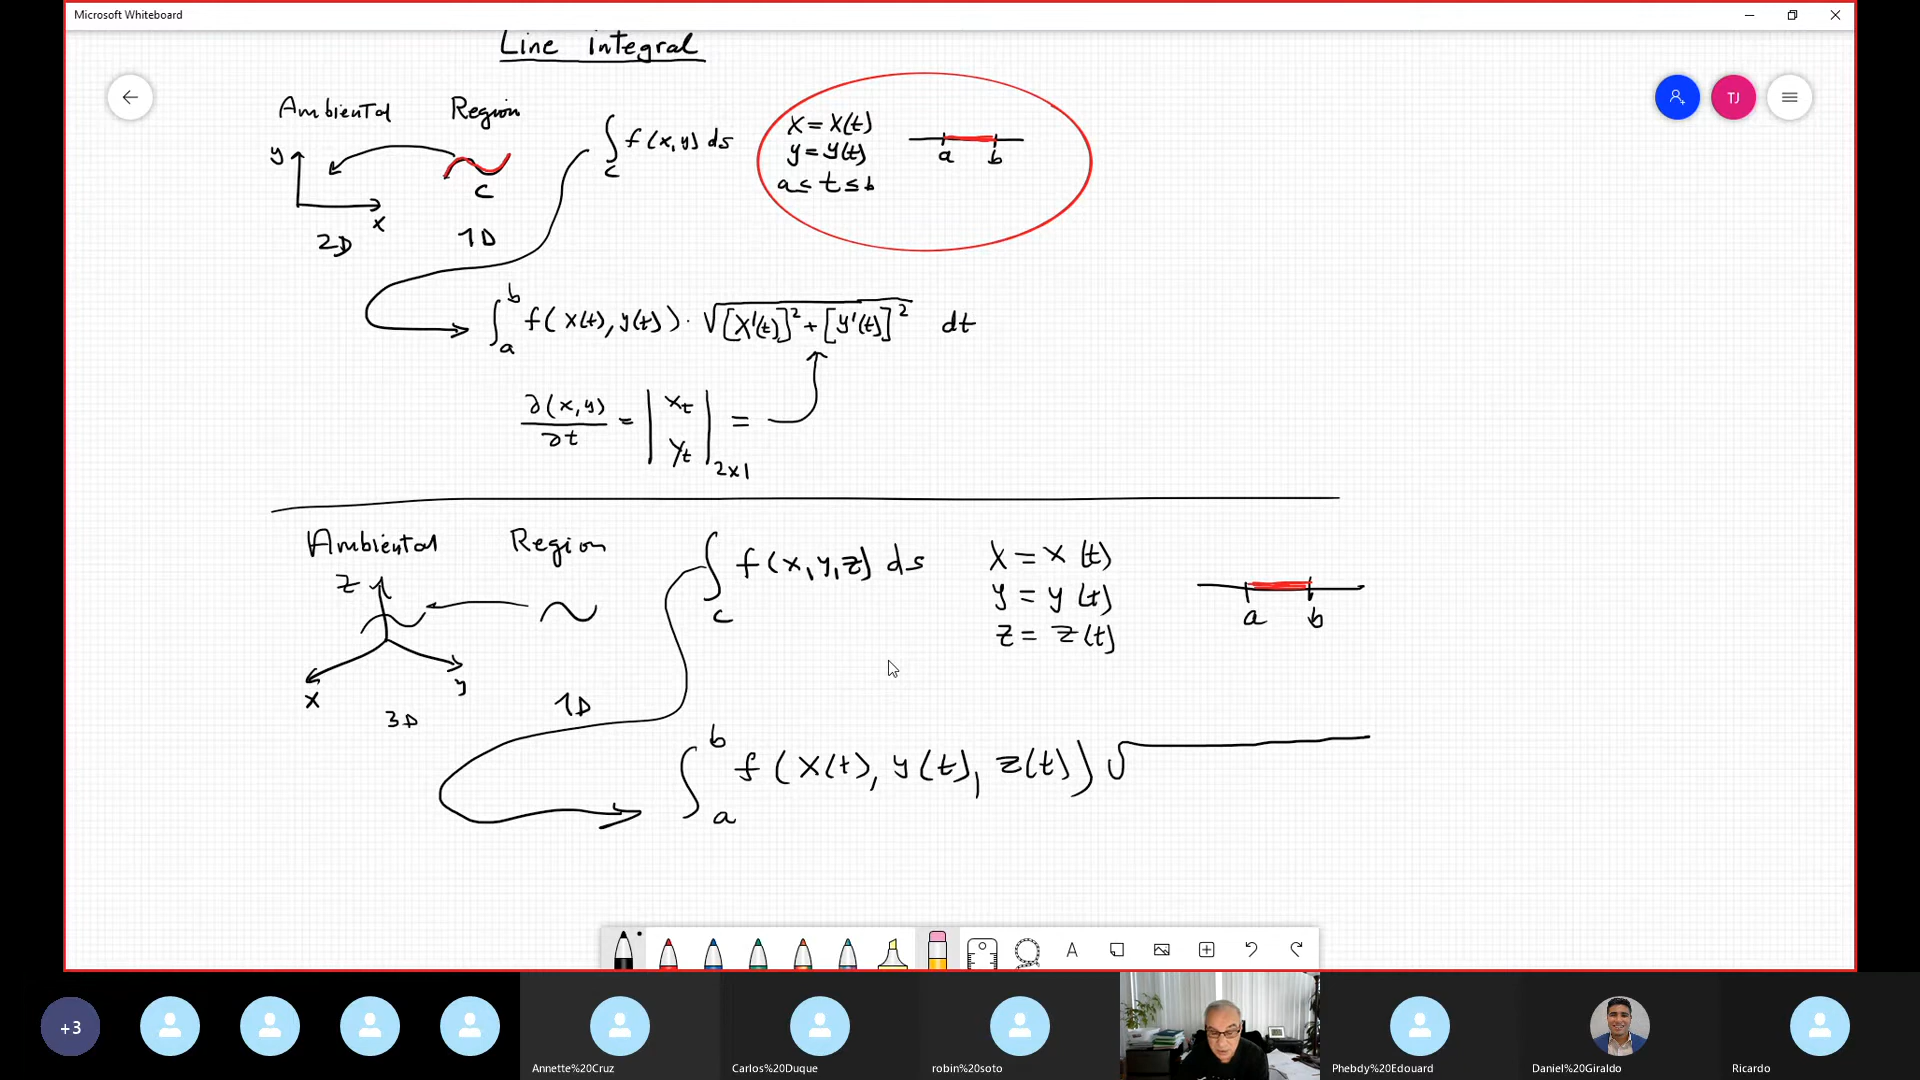 Microsoft Whiteboard
Line integral
Ambiental Region
y
x
2D
C
1D
∫_C f(x,y) ds
x = x(t)
y = y(t)
a ≤ t ≤ b
a b
∫_a^b f(x(t), y(t)) · √([x'(t)]² + [y'(t)]²) dt
∂(x,y)/∂t = | x_t y_t |_2x1 =
Ambiental Region
z
x
y
3D
1D
∫_C f(x,y,z) ds
x = x(t)
y = y(t)
z = z(t)
a b
∫_a^b f(x(t), y(t), z(t)) √
TJ
A
+3
Annette%20Cruz
Carlos%20Duque
robin%20soto
Phebdy%20Edouard
Daniel%20Giraldo
Ricardo